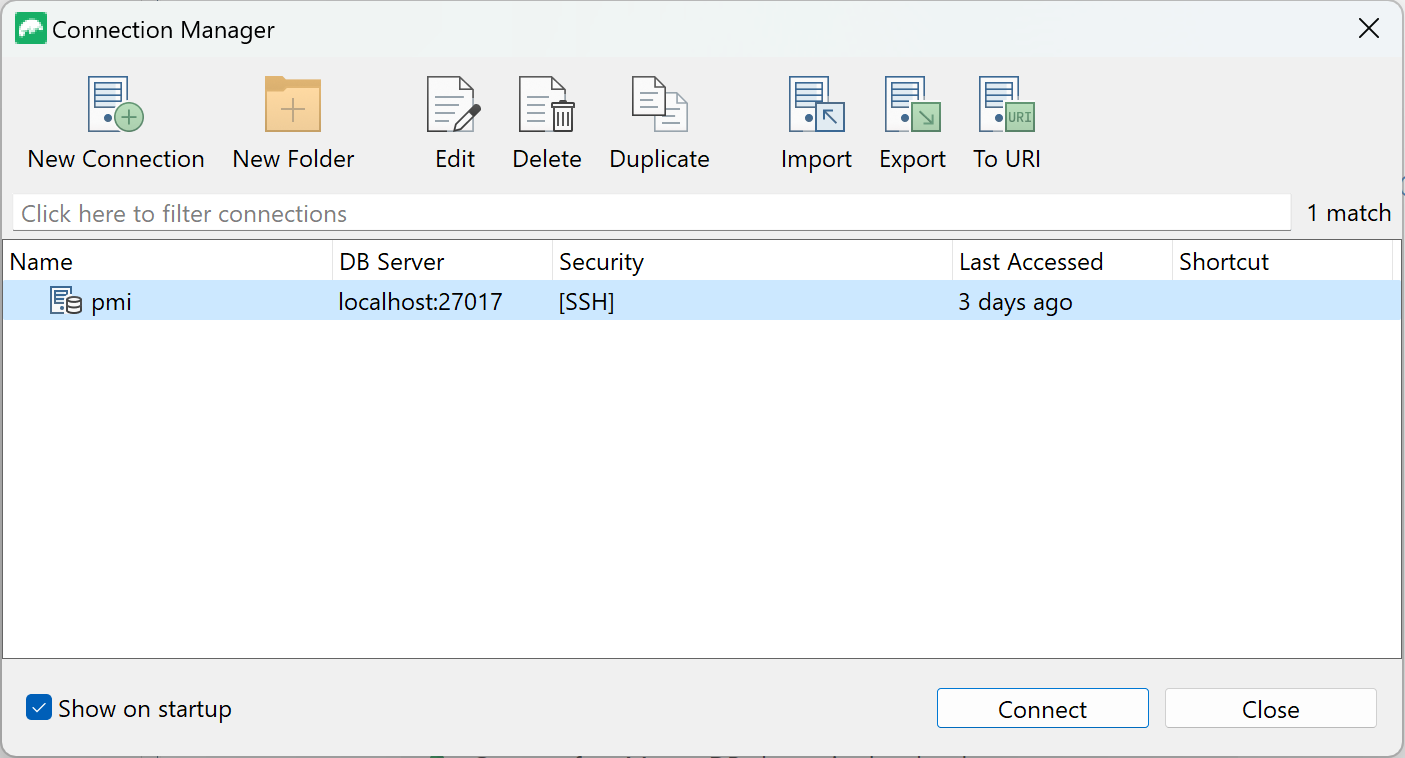 Connection Manager
URI
New Connection New Folder Edit Delete Duplicate Import Export To URI
Click here to filter connections 1 match
Name DB Server Security Last Accessed Shortcut
pmi localhost:27017 [SSH] 3 days ago
Show on startup Connect Close